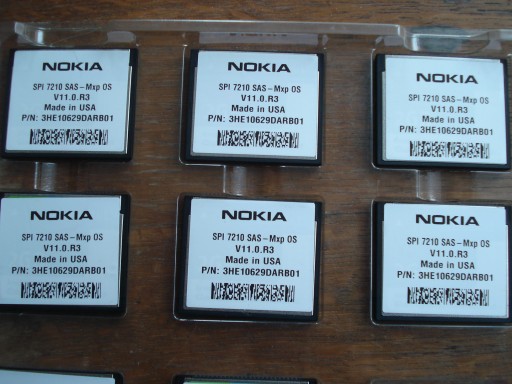 NOKIA
SPI 7210 SAS-Mxp OS
V11.0.R3
Made in USA
P/N: 3HE10629DARB01
NOKIA
SPI 7210 SAS-Mxp OS
V11.0.R3
Made in USA
P/N: 3HE10629DARB01
NOKIA
SPI 7210 SAS-Mxp OS
V11.0.R3
Made in USA
P/N: 3HE10629DARB01
NOKIA
SPI 7210 SAS-Mxp OS
V11.0.R3
Made in USA
P/N: 3HE10629DARB01
NOKIA
SPI 7210 SAS-Mxp OS
V11.0.R3
Made in USA
P/N: 3HE10629DARB01
NOKIA
SPI 7210 SAS-Mxp OS
V11.0.R3
Made in USA
P/N: 3HE10629DARB01